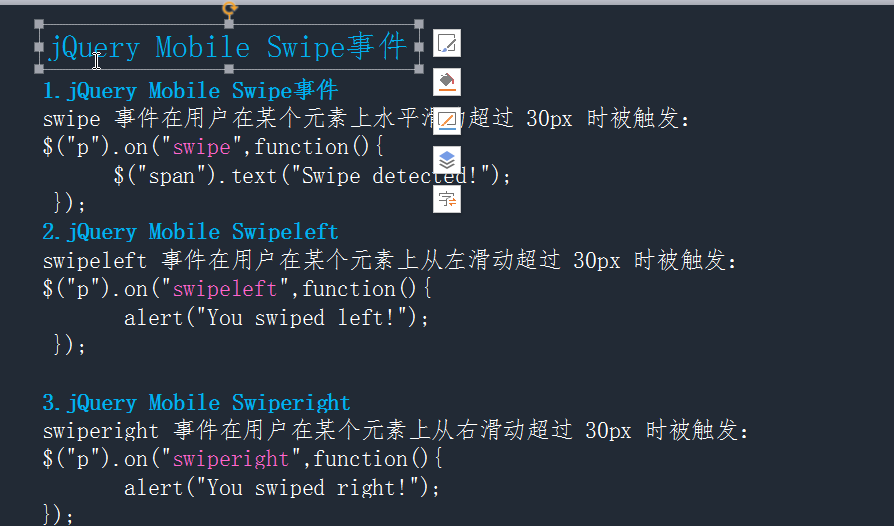 jQuery Mobile Swipe事件
1.jQuery Mobile Swipe事件
swipe 事件在用户在某个元素上水平滑动超过 30px 时被触发:
$("p").on("swipe",function(){
$("span").text("Swipe detected!");
});
2.jQuery Mobile Swipeleft
swipeleft 事件在用户在某个元素上从左滑动超过 30px 时被触发:
$("p").on("swipeleft",function(){
alert("You swiped left!");
});
3.jQuery Mobile Swiperight
swiperight 事件在用户在某个元素上从右滑动超过 30px 时被触发:
$("p").on("swiperight",function(){
alert("You swiped right!");
});
字